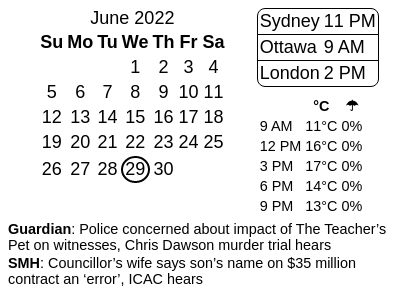 June 2022
Su Mo Tu We Th Fr Sa
1 2 3 4
5 6 7 8 9 10 11
12 13 14 15 16 17 18
19 20 21 22 23 24 25
26 27 28 29 30
Sydney 11 PM
Ottawa 9 AM
London 2 PM
°C ☂
9 AM 11°C 0%
12 PM 16°C 0%
3 PM 17°C 0%
6 PM 14°C 0%
9 PM 13°C 0%
Guardian: Police concerned about impact of The Teacher's
Pet on witnesses, Chris Dawson murder trial hears
SMH: Councillor's wife says son's name on $35 million
contract an 'error', ICAC hears